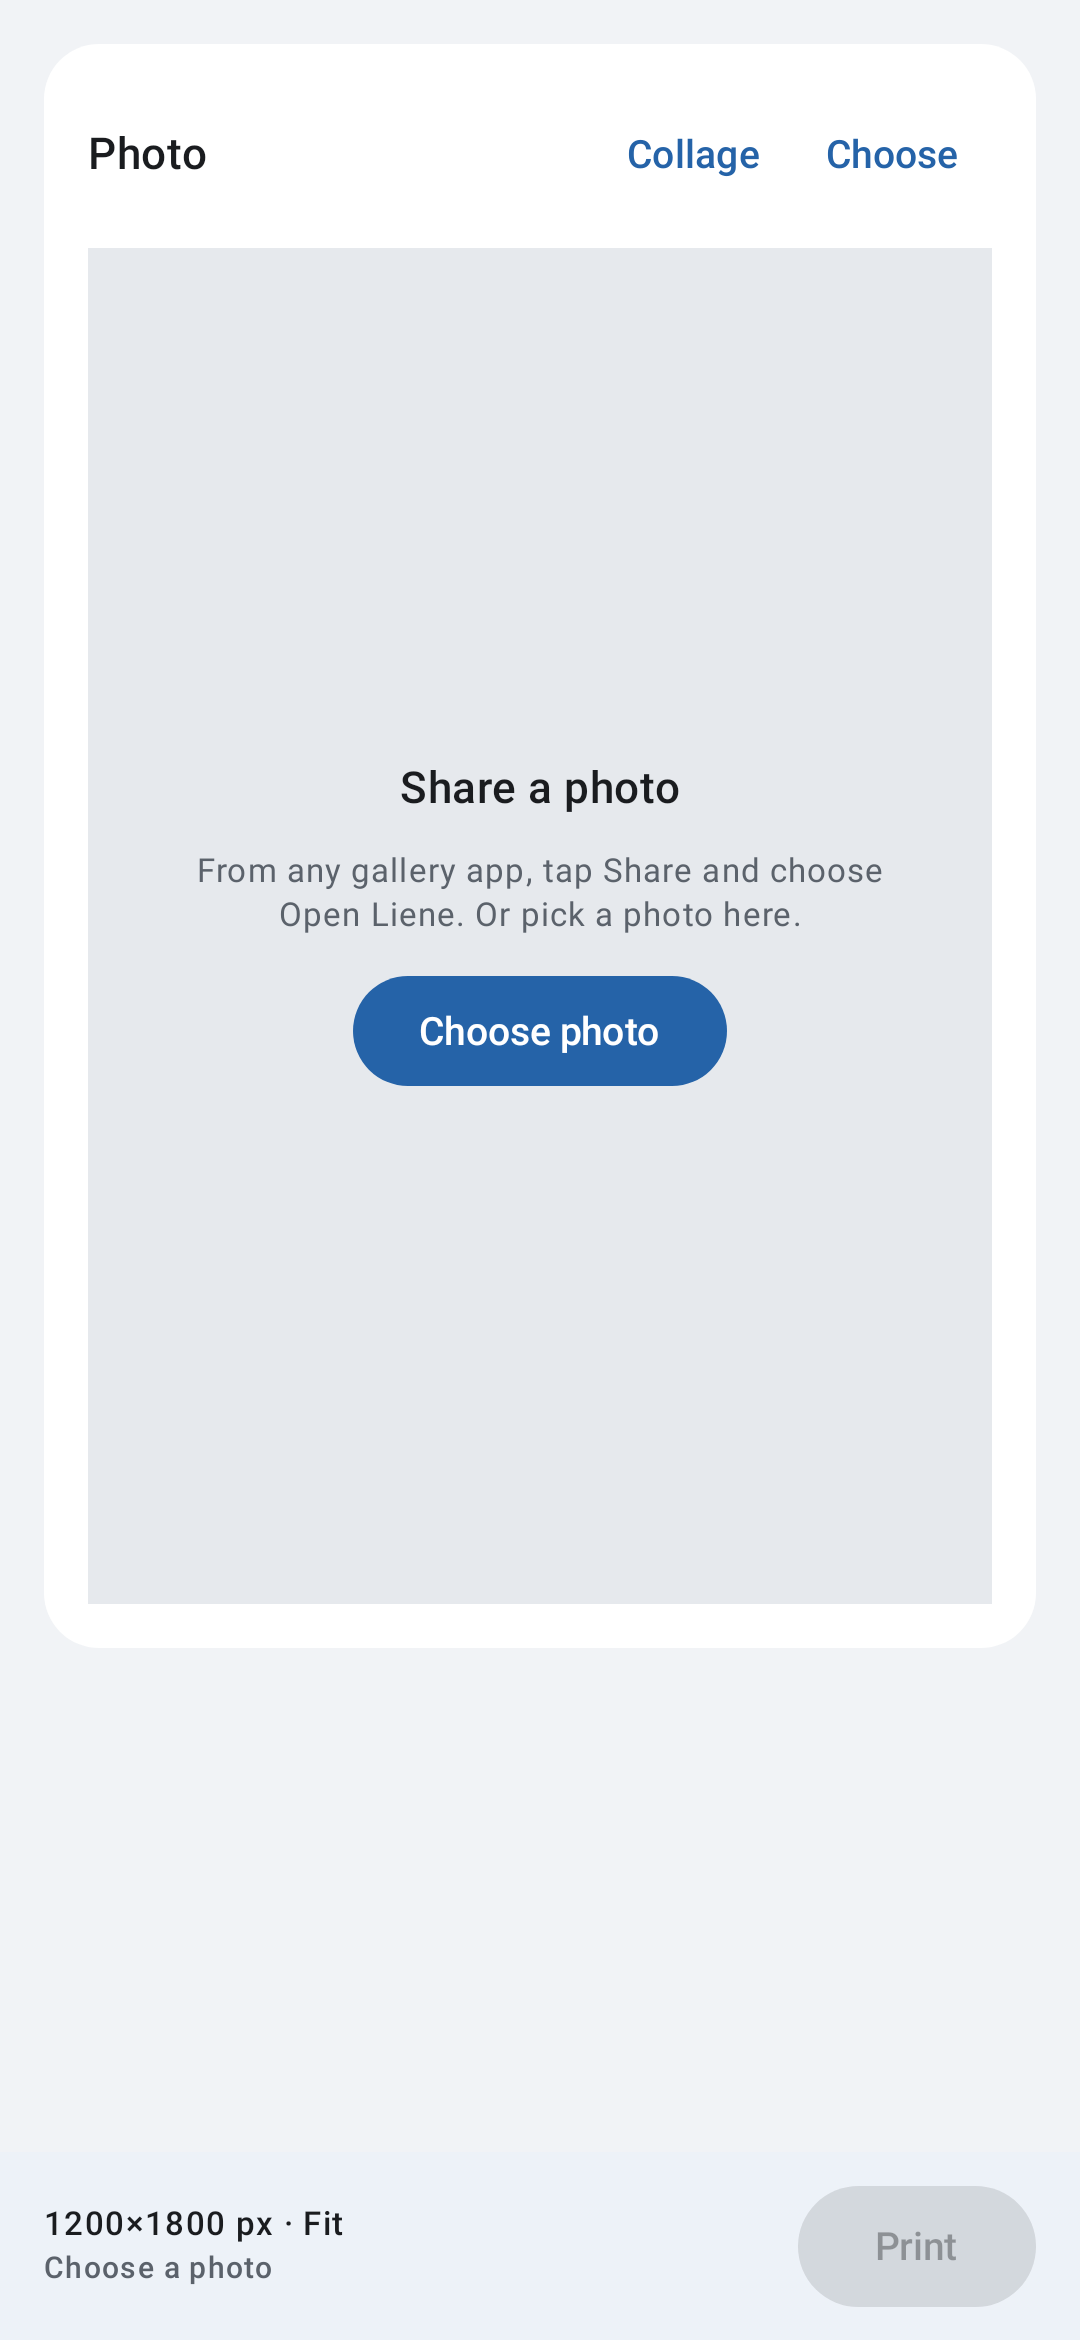 Photo
Collage
Choose
Share a photo
From any gallery app, tap Share and choose
Open Liene. Or pick a photo here.
Choose photo
1200×1800 px · Fit
Choose a photo
Print